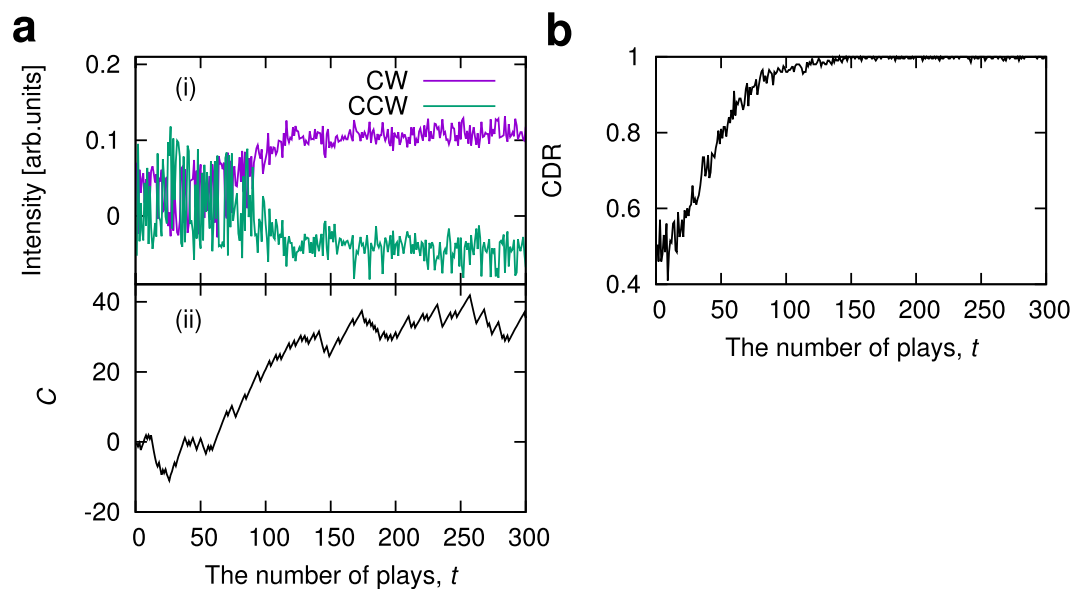 a
0.2
0.1
0
Intensity [arb.units]
(i)
CW
CCW
40
20
0
-20
C
(ii)
0 50 100 150 200 250 300
The number of plays, t
b
1
0.8
0.6
0.4
CDR
0 50 100 150 200 250 300
The number of plays, t